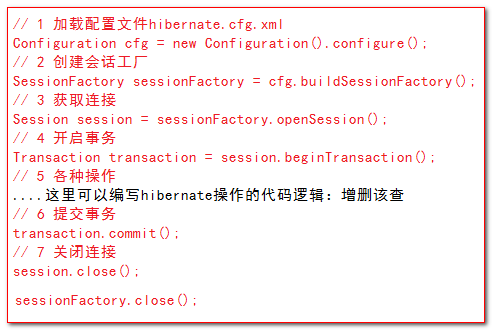 // 1 加载配置文件hibernate.cfg.xml
Configuration cfg = new Configuration().configure();
// 2 创建会话工厂
SessionFactory sessionFactory = cfg.buildSessionFactory();
// 3 获取连接
Session session = sessionFactory.openSession();
// 4 开启事务
Transaction transaction = session.beginTransaction();
// 5 各种操作
....这里可以编写hibernate操作的代码逻辑：增删该查
// 6 提交事务
transaction.commit();
// 7 关闭连接
session.close();
sessionFactory.close();